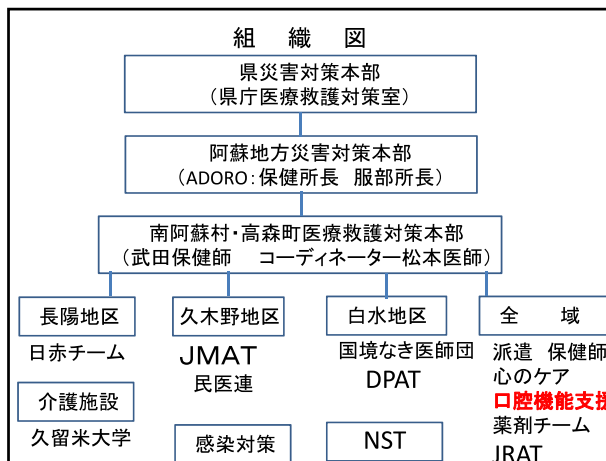 組織図
県災害対策本部
（県庁医療救護対策室）
阿蘇地方災害対策本部
（ADORO：保健所長　服部所長）
南阿蘇村・高森町医療救護対策本部
（武田保健師　コーディネーター松本医師）
長陽地区
日赤チーム
介護施設
久留米大学
久木野地区
JMAT
民医連
感染対策
白水地区
国境なき医師団
DPAT
NST
全　域
派遣　保健師
心のケア
口腔機能支援
薬剤チーム
JRAT